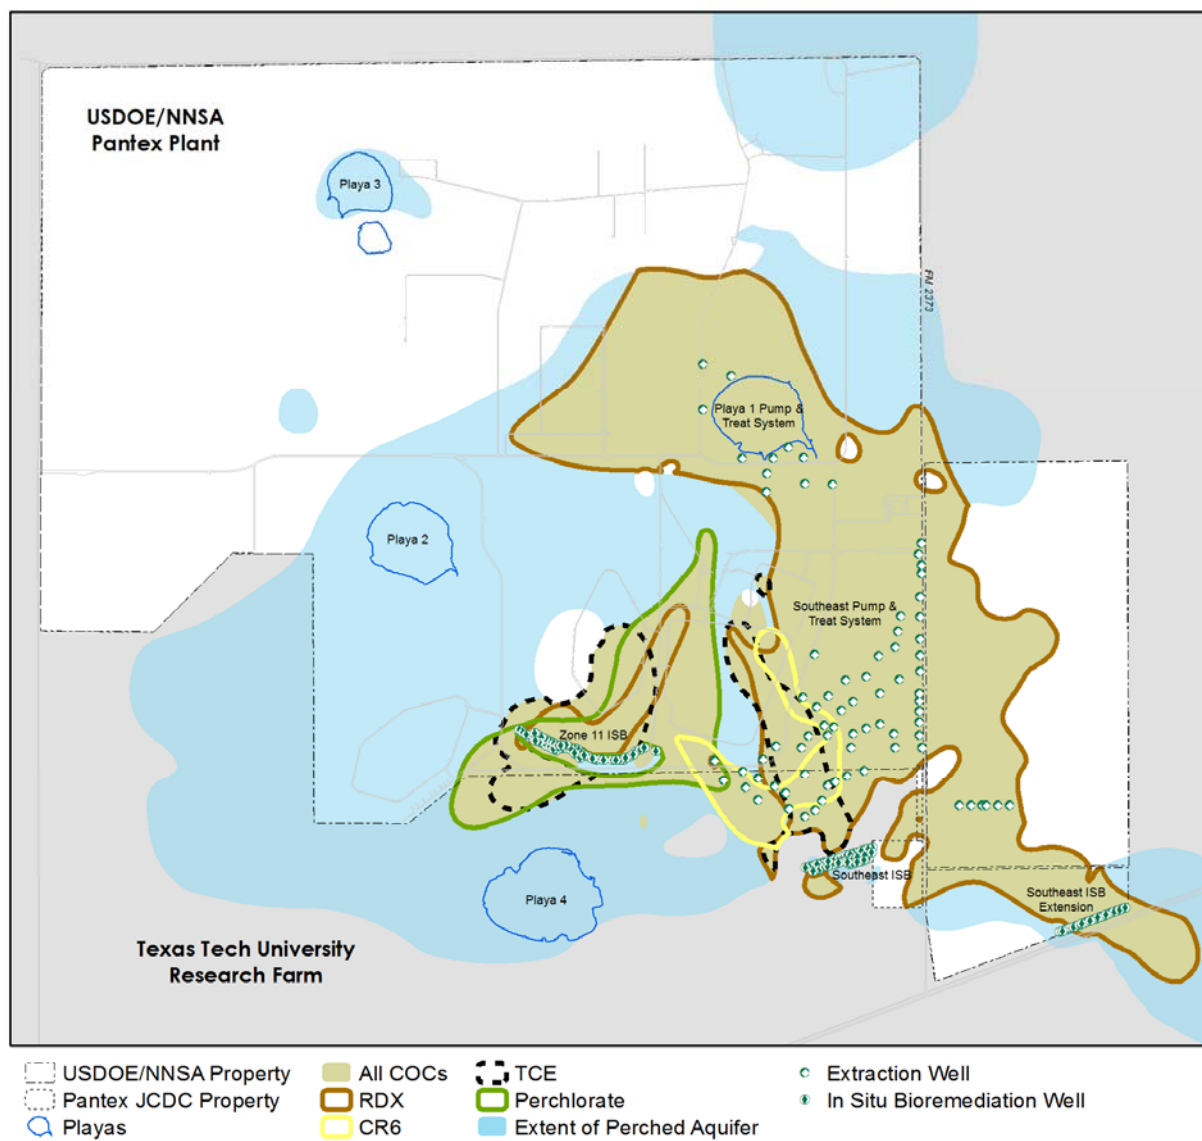 USDOE/NNSA
Pantex Plant
Playa 3
FM 2373
Playa 1 Pump &
Treat System
Playa 2
Southeast Pump &
Treat System
Zone 11 ISB
Southeast ISB
Southeast ISB
Extension
Playa 4
Texas Tech University
Research Farm
USDOE/NNSA Property
All COCs
TCE
Extraction Well
Pantex JCDC Property
RDX
Perchlorate
In Situ Bioremediation Well
Playas
CR6
Extent of Perched Aquifer